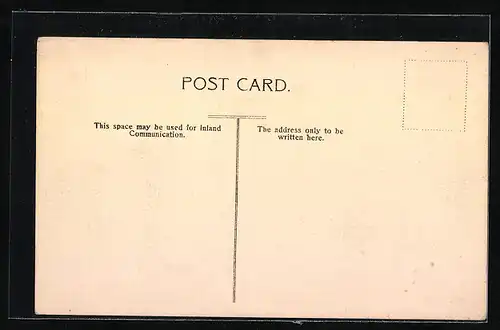 POST CARD.
This space may be used for inland
Communication.
The address only to be
written here.